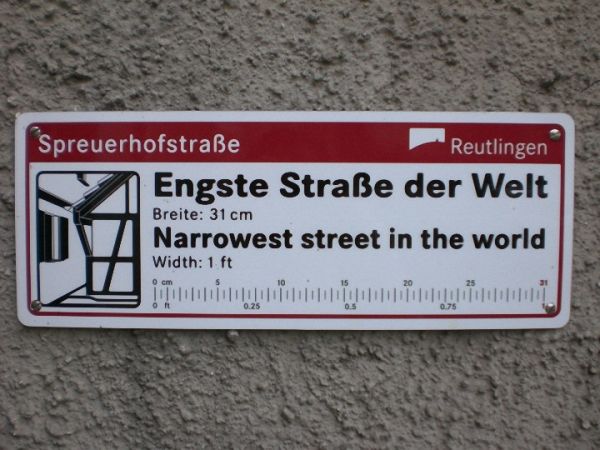 Spreuerhofstraße Reutlingen
Engste Straße der Welt
Breite: 31 cm
Narrowest street in the world
Width: 1 ft
0 cm 5 10 15 20 25 31
0 ft 0.25 0.5 0.75 1